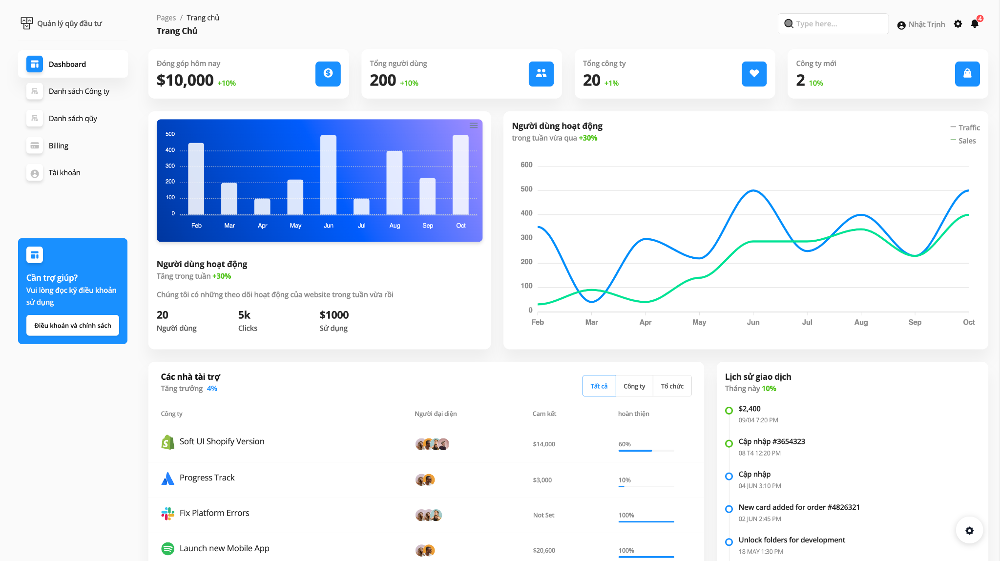 Quản lý qũy đầu tư
Dashboard
Danh sách Công ty
Danh sách qũy
Billing
Tài khoản
Cần trợ giúp?
Vui lòng đọc kỹ điều khoản
sử dụng
Điều khoản và chính sách
Pages / Trang chủ
Trang Chủ
Type here...
Nhật Trịnh
4
Đóng góp hôm nay
$10,000 +10%
Tổng người dùng
200 +10%
Tổng công ty
20 +1%
Công ty mới
2 10%
500
400
300
200
100
0
Feb Mar Apr May Jun Jul Aug Sep Oct
Người dùng hoạt động
Tăng trong tuần +30%
Chúng tôi có những theo dõi hoạt động của website trong tuần vừa rồi
20 5k $1000
Người dùng Clicks Sử dụng
Người dùng hoạt động
trong tuần vừa qua +30%
Traffic
Sales
600
500
400
300
200
100
0
Feb Mar Apr May Jun Jul Aug Sep Oct
Các nhà tài trợ
Tăng trưởng 4%
Tất cả Công ty Tổ chức
Công ty Người đại diện Cam kết hoàn thiện
Soft UI Shopify Version $14,000 60%
Progress Track $3,000 10%
Fix Platform Errors Not Set 100%
Launch new Mobile App $20,600 100%
Lịch sử giao dịch
Tháng này 10%
$2,400
09/04 7:20 PM
Cập nhập #3654323
08 T4 12:20 PM
Cập nhập
04 JUN 3:10 PM
New card added for order #4826321
02 JUN 2:45 PM
Unlock folders for development
18 MAY 1:30 PM